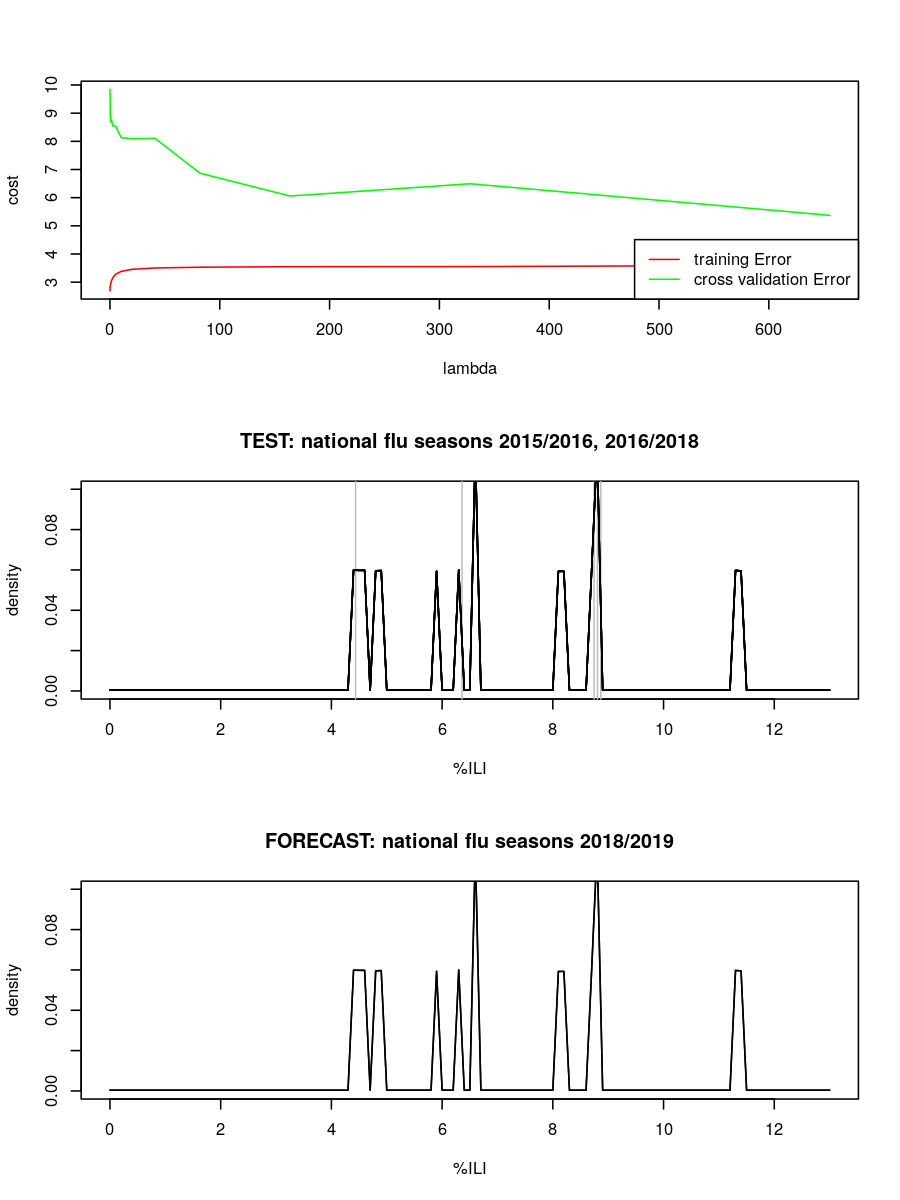 cost
10
9
8
7
6
5
4
3
training Error
cross validation Error
0 100 200 300 400 500 600
lambda
TEST: national flu seasons 2015/2016, 2016/2018
density
0.08
0.04
0.00
0 2 4 6 8 10 12
%ILI
FORECAST: national flu seasons 2018/2019
density
0.08
0.04
0.00
0 2 4 6 8 10 12
%ILI